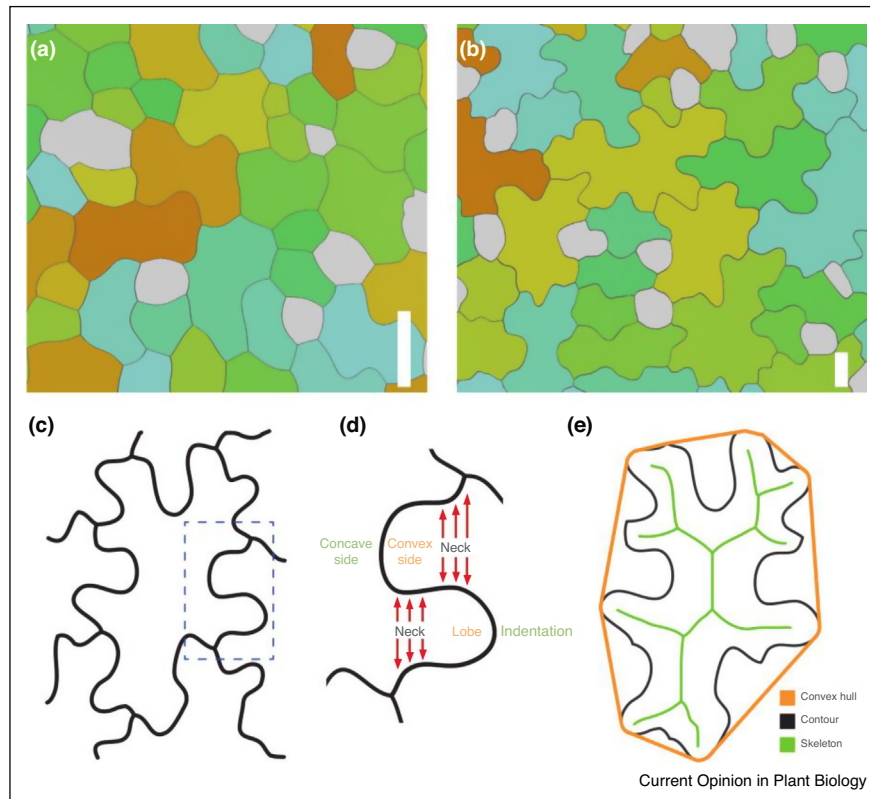 (a)
(b)
(c)
(d)
(e)
Concave
side
Convex
side
Neck
Neck
Lobe
Indentation
Convex hull
Contour
Skeleton
Current Opinion in Plant Biology